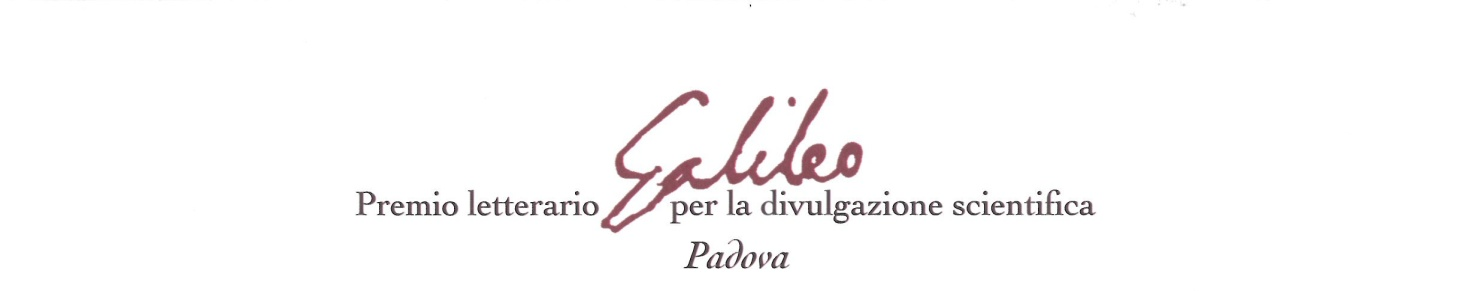 Premio letterario Galileo per la divulgazione scientifica
Padova